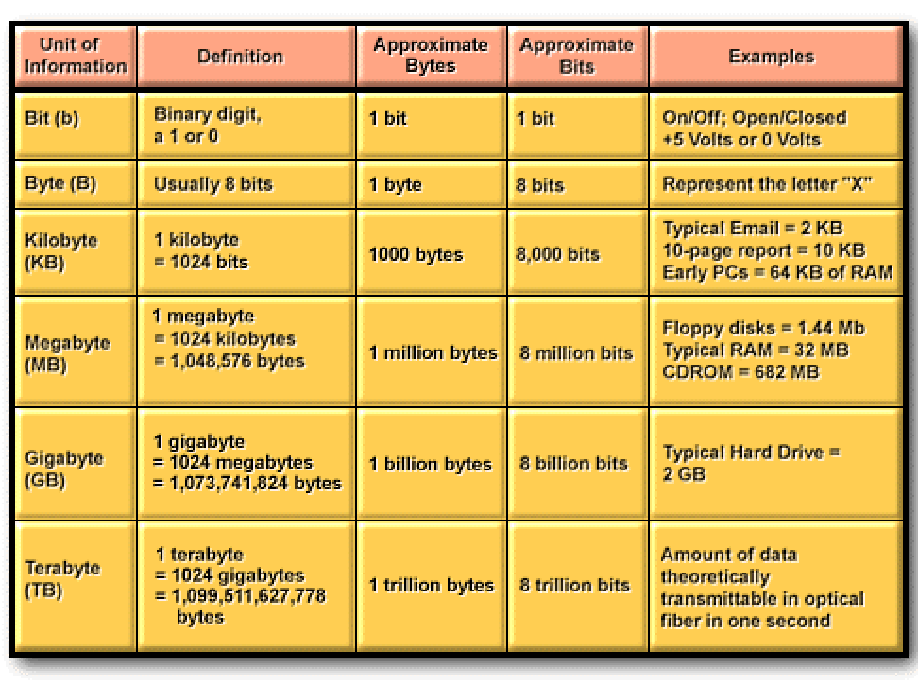 Unit of
Information
Definition
Approximate
Bytes
Approximate
Bits
Examples
Bit (b)
Binary digit,
a 1 or 0
1 bit
1 bit
On/Off; Open/Closed
+5 Volts or 0 Volts
Byte (B)
Usually 8 bits
1 byte
8 bits
Represent the letter "X"
Kilobyte
(KB)
1 kilobyte
= 1024 bits
1000 bytes
8,000 bits
Typical Email = 2 KB
10-page report = 10 KB
Early PCs = 64 KB of RAM
Megabyte
(MB)
1 megabyte
= 1024 kilobytes
= 1,048,576 bytes
1 million bytes
8 million bits
Floppy disks = 1.44 Mb
Typical RAM = 32 MB
CDROM = 682 MB
Gigabyte
(GB)
1 gigabyte
= 1024 megabytes
= 1,073,741,824 bytes
1 billion bytes
8 billion bits
Typical Hard Drive =
2 GB
Terabyte
(TB)
1 terabyte
= 1024 gigabytes
= 1,099,511,627,778
bytes
1 trillion bytes
8 trillion bits
Amount of data
theoretically
transmittable in optical
fiber in one second